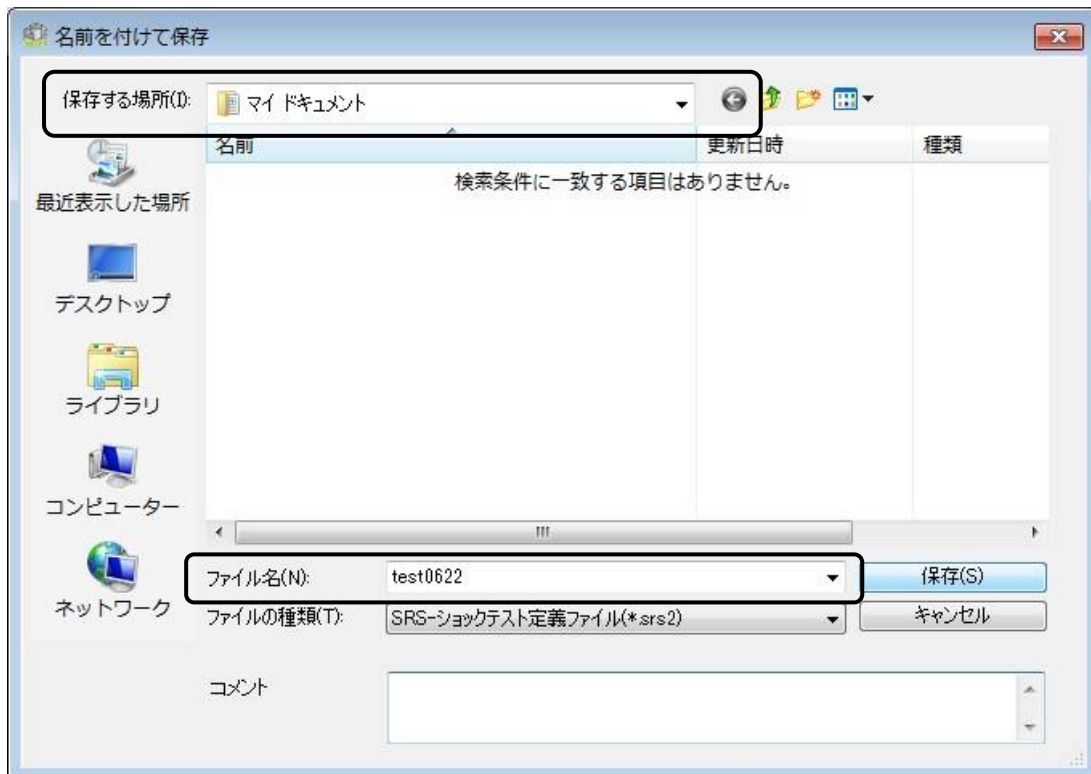 名前を付けて保存
保存する場所(I):
マイ ドキュメント
名前 更新日時 種類
検索条件に一致する項目はありません。
最近表示した場所
デスクトップ
ライブラリ
コンピューター
ネットワーク
ファイル名(N): test0622 保存(S)
ファイルの種類(T): SRS-ショックテスト定義ファイル(*.srs2) キャンセル
コメント